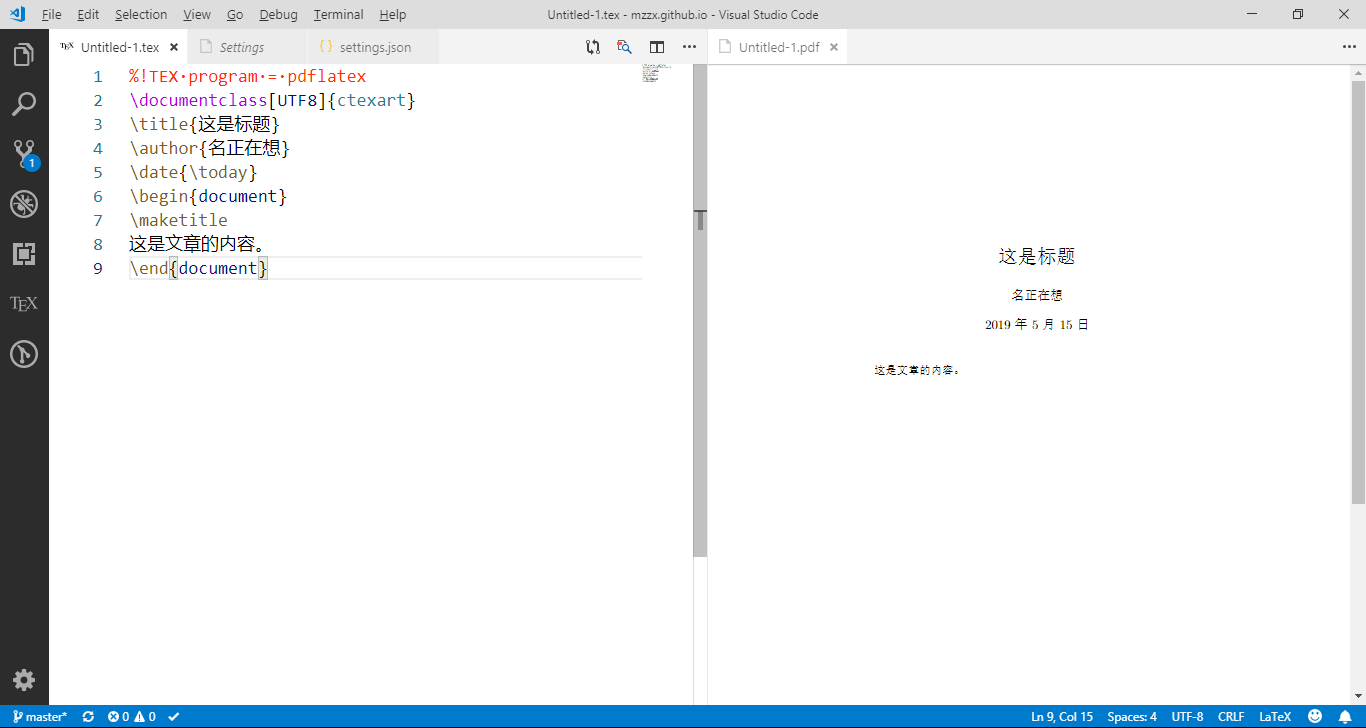 File Edit Selection View Go Debug Terminal Help Untitled-1.tex - mzzx.github.io - Visual Studio Code
TEX Untitled-1.tex Settings {} settings.json
Untitled-1.pdf
1 %!TEX·program·=·pdflatex
2 \documentclass[UTF8]{ctexart}
3 \title{这是标题}
4 \author{名正在想}
5 \date{\today}
6 \begin{document}
7 \maketitle
8 这是文章的内容。
9 \end{document}
1
TEX
这是标题
名正在想
2019 年 5 月 15 日
这是文章的内容。
master* 0 0 Ln 9, Col 15 Spaces: 4 UTF-8 CRLF LaTeX